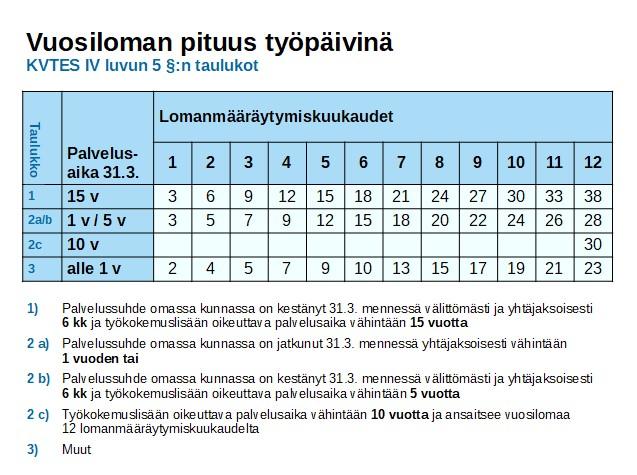 Vuosiloman pituus työpäivinä
KVTES IV luvun 5 §:n taulukot
Taulukko
Palvelus-
aika 31.3.
Lomanmääräytymiskuukaudet
1 2 3 4 5 6 7 8 9 10 11 12
1 15 v 3 6 9 12 15 18 21 24 27 30 33 38
2a/b 1 v / 5 v 3 5 7 9 12 15 18 20 22 24 26 28
2c 10 v 30
3 alle 1 v 2 4 5 7 9 10 13 15 17 19 21 23
1) Palvelussuhde omassa kunnassa on kestänyt 31.3. mennessä välittömästi ja yhtäjaksoisesti
6 kk ja työkokemuslisään oikeuttava palvelusaika vähintään 15 vuotta
2 a) Palvelussuhde omassa kunnassa on jatkunut 31.3. mennessä yhtäjaksoisesti vähintään
1 vuoden tai
2 b) Palvelussuhde omassa kunnassa on kestänyt 31.3. mennessä välittömästi ja yhtäjaksoisesti
6 kk ja työkokemuslisään oikeuttava palvelusaika vähintään 5 vuotta
2 c) Työkokemuslisään oikeuttava palvelusaika vähintään 10 vuotta ja ansaitsee vuosilomaa
12 lomanmääräytymiskuukaudelta
3) Muut